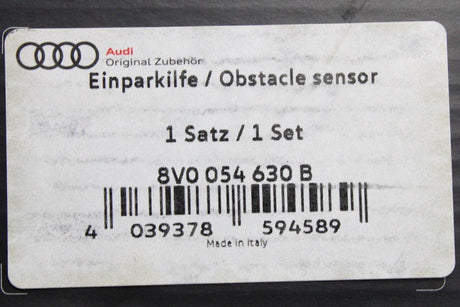 Audi
Original Zubehör
Einparkilfe / Obstacle sensor
1 Satz / 1 Set
8V0 054 630 B
4 039378 594589
Made in Italy